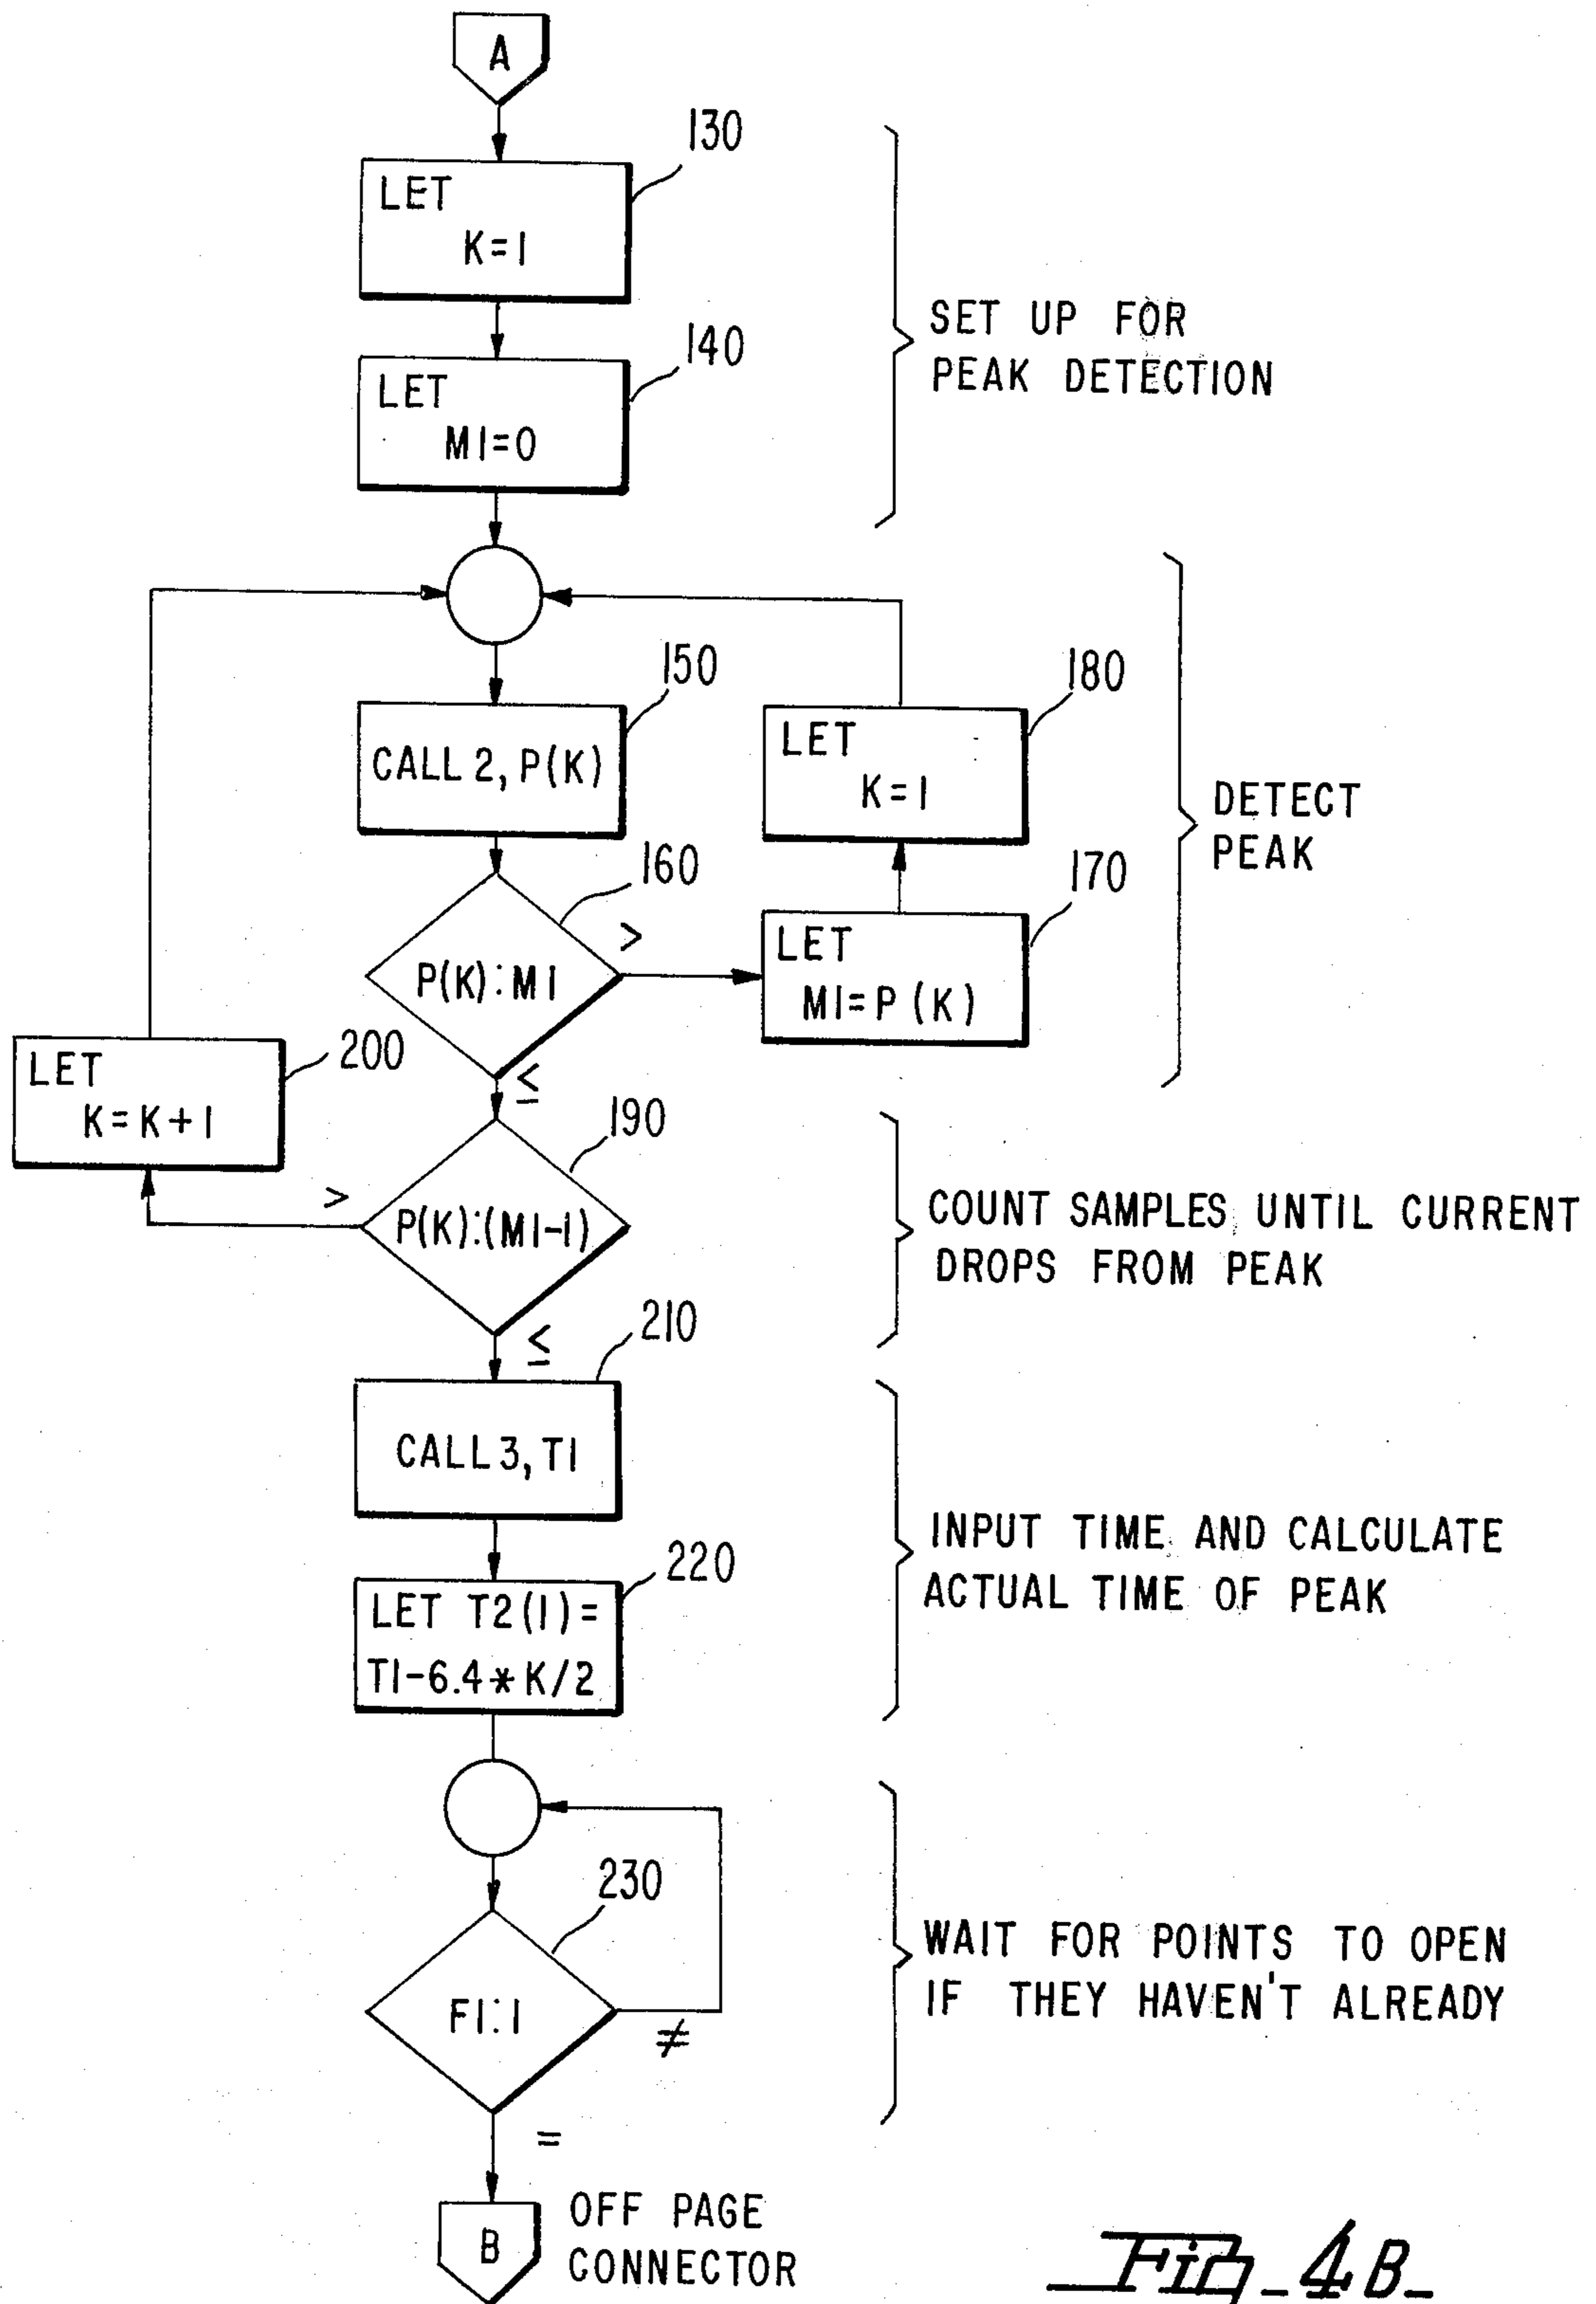 A
130
LET
K=1
SET UP FOR
PEAK DETECTION
140
LET
M1=0
150
CALL 2, P(K)
180
LET
K=1
DETECT
PEAK
160
P(K):M1
>
≤
170
LET
M1=P(K)
200
LET
K=K+1
190
P(K):(M1-1)
>
≤
COUNT SAMPLES UNTIL CURRENT
DROPS FROM PEAK
210
CALL 3, T1
INPUT TIME AND CALCULATE
ACTUAL TIME OF PEAK
220
LET T2(1)=
T1-6.4*K/2
230
F1:1
≠
=
WAIT FOR POINTS TO OPEN
IF THEY HAVEN'T ALREADY
B
OFF PAGE
CONNECTOR
Fig_4B_